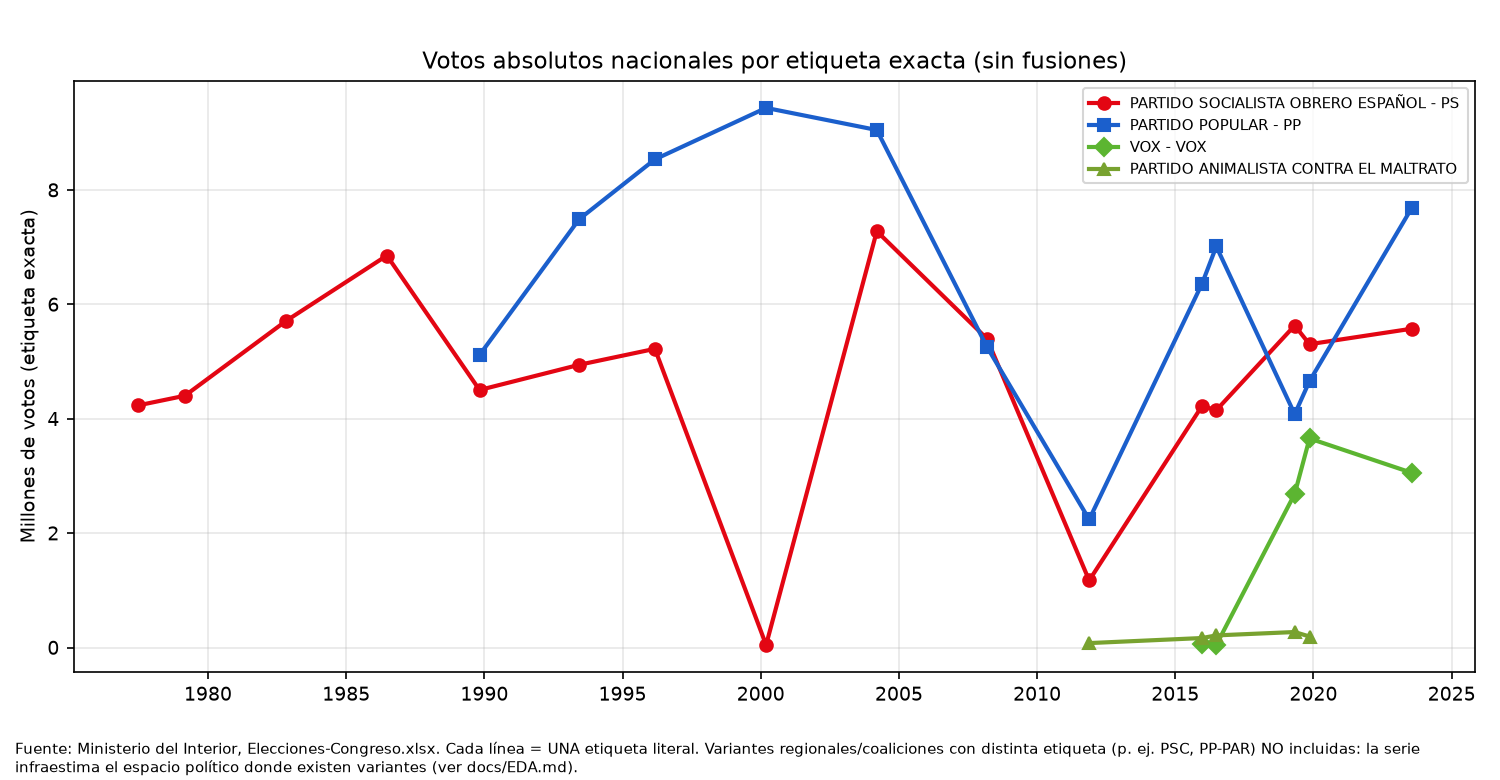 Votos absolutos nacionales por etiqueta exacta (sin fusiones)
PARTIDO SOCIALISTA OBRERO ESPAÑOL - PS
PARTIDO POPULAR - PP
VOX - VOX
PARTIDO ANIMALISTA CONTRA EL MALTRATO
Millones de votos (etiqueta exacta)
8
6
4
2
0
1980 1985 1990 1995 2000 2005 2010 2015 2020 2025
Fuente: Ministerio del Interior, Elecciones-Congreso.xlsx. Cada línea = UNA etiqueta literal. Variantes regionales/coaliciones con distinta etiqueta (p. ej. PSC, PP-PAR) NO incluidas: la serie
infraestima el espacio político donde existen variantes (ver docs/EDA.md).